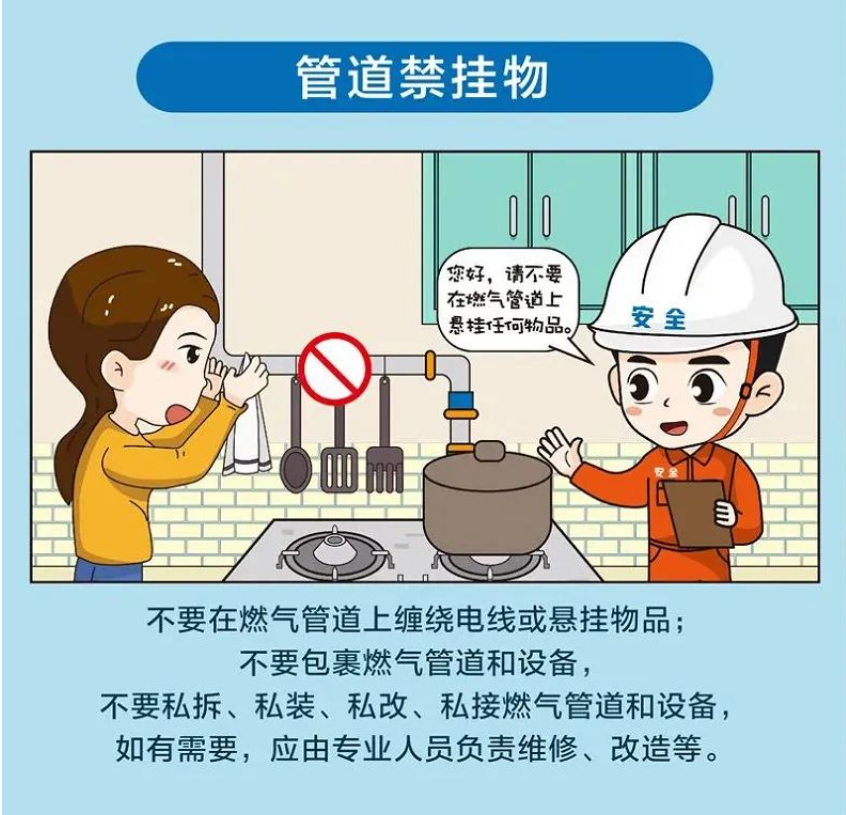 管道禁挂物
您好，请不要
在燃气管道上
悬挂任何物品。
安全
安全
不要在燃气管道上缠绕电线或悬挂物品；
不要包裹燃气管道和设备，
不要私拆、私装、私改、私接燃气管道和设备，
如有需要，应由专业人员负责维修、改造等。